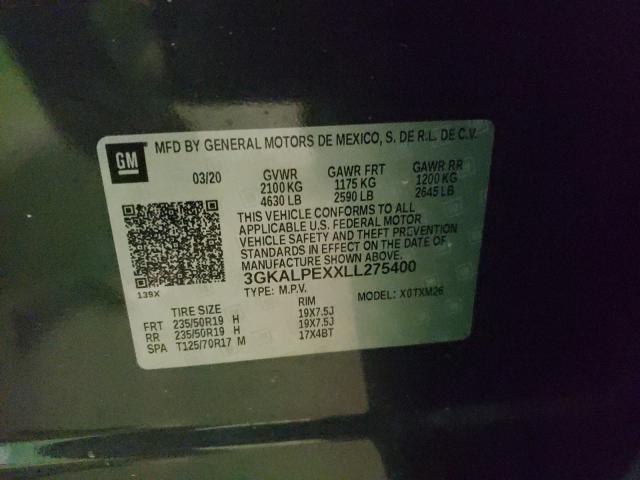 GM MFD BY GENERAL MOTORS DE MEXICO, S. DE R.L. DE C.V.
03/20 GVWR GAWR FRT GAWR RR
2100 KG 1175 KG 1200 KG
4630 LB 2590 LB 2645 LB
THIS VEHICLE CONFORMS TO ALL
APPLICABLE U.S. FEDERAL MOTOR
VEHICLE SAFETY AND THEFT PREVENTION
STANDARDS IN EFFECT ON THE DATE OF
MANUFACTURE SHOWN ABOVE.
3GKALPEXXLL275400
139X TYPE: M.P.V. MODEL: X0TXM26
TIRE SIZE RIM
FRT 235/50R19 H 19X7.5J
RR 235/50R19 H 19X7.5J
SPA T125/70R17 M 17X4BT